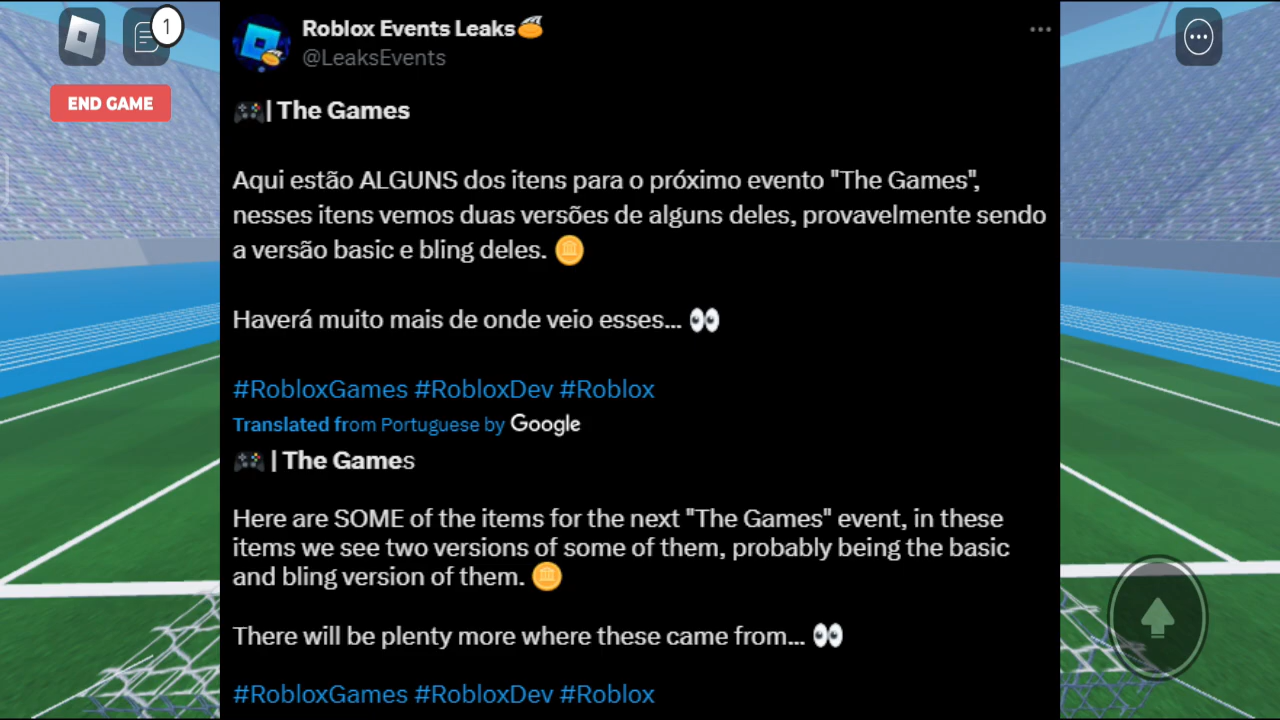 1
END GAME
Roblox Events Leaks
@LeaksEvents
🎮| The Games
Aqui estão ALGUNS dos itens para o próximo evento "The Games",
nesses itens vemos duas versões de alguns deles, provavelmente sendo
a versão basic e bling deles. 🪙
Haverá muito mais de onde veio esses... 👀
#RobloxGames #RobloxDev #Roblox
Translated from Portuguese by Google
🎮 | The Games
Here are SOME of the items for the next "The Games" event, in these
items we see two versions of some of them, probably being the basic
and bling version of them. 🪙
There will be plenty more where these came from... 👀
#RobloxGames #RobloxDev #Roblox